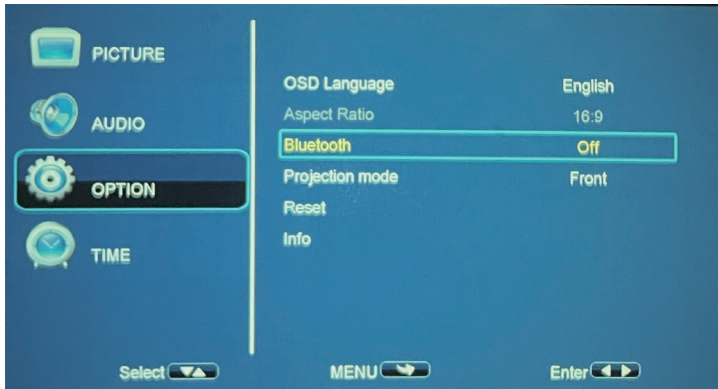 PICTURE
AUDIO
OPTION
TIME
OSD Language English
Aspect Ratio 16:9
Bluetooth Off
Projection mode Front
Reset
Info
Select MENU Enter